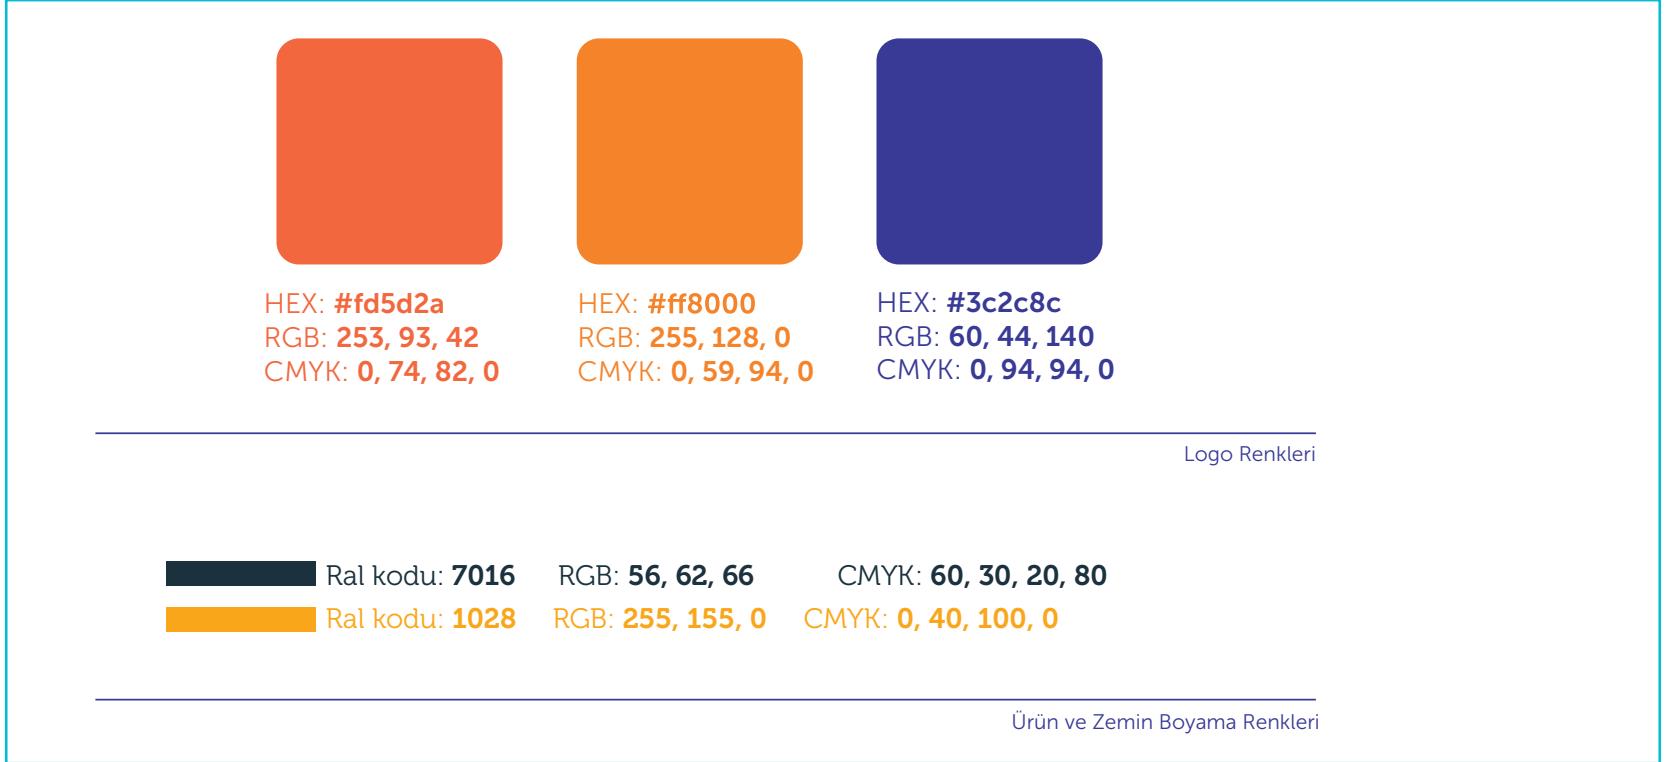 HEX: #fd5d2a
RGB: 253, 93, 42
CMYK: 0, 74, 82, 0
HEX: #ff8000
RGB: 255, 128, 0
CMYK: 0, 59, 94, 0
HEX: #3c2c8c
RGB: 60, 44, 140
CMYK: 0, 94, 94, 0
Logo Renkleri
Ral kodu: 7016 RGB: 56, 62, 66 CMYK: 60, 30, 20, 80
Ral kodu: 1028 RGB: 255, 155, 0 CMYK: 0, 40, 100, 0
Ürün ve Zemin Boyama Renkleri